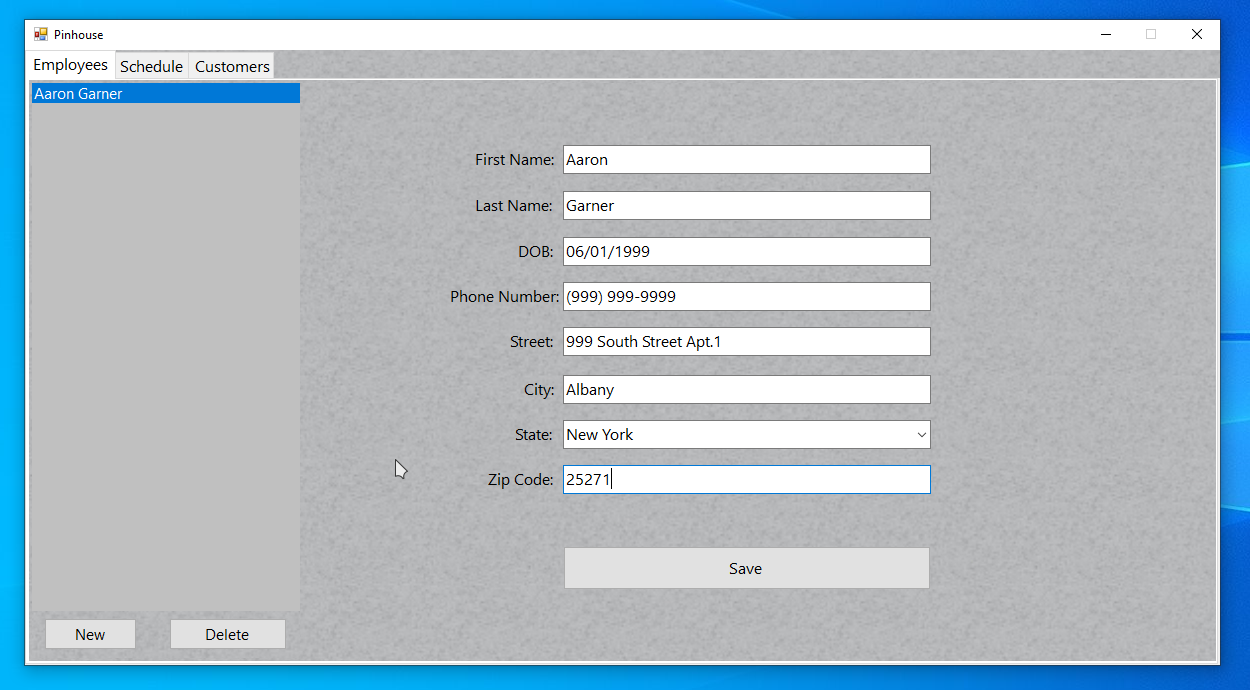 Pinhouse
Employees Schedule Customers
Aaron Garner
First Name: Aaron
Last Name: Garner
DOB: 06/01/1999
Phone Number: (999) 999-9999
Street: 999 South Street Apt.1
City: Albany
State: New York
Zip Code: 25271
Save
New Delete